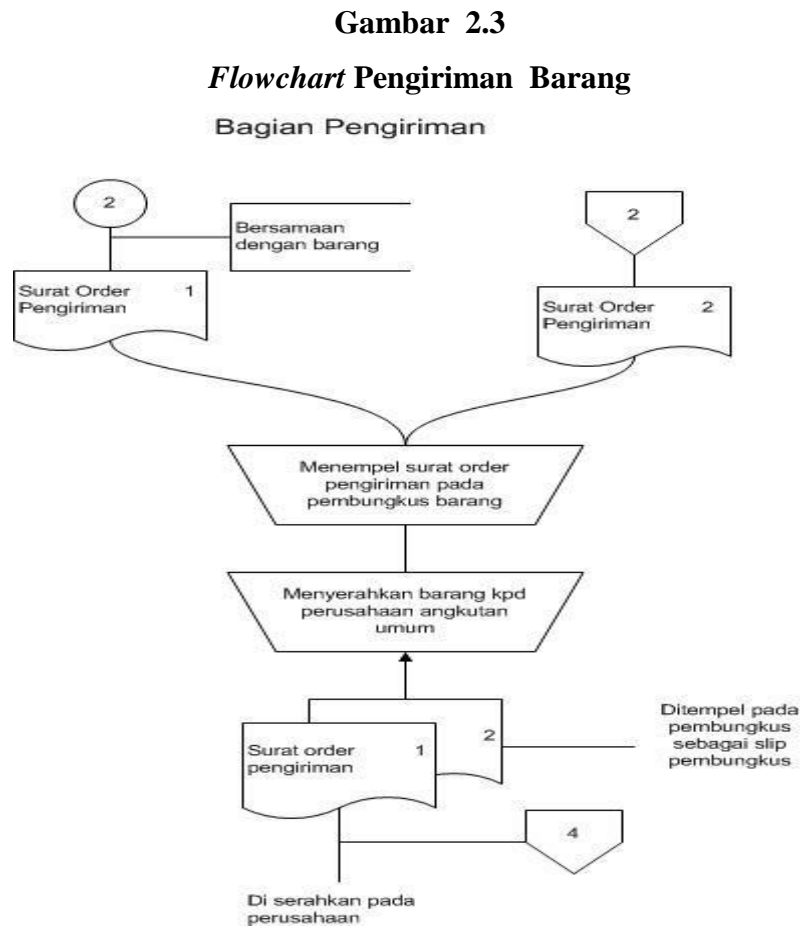 Gambar 2.3
Flowchart Pengiriman Barang
Bagian Pengiriman
2
Bersamaan
dengan barang
2
Surat Order 1
Pengiriman
Surat Order 2
Pengiriman
Menempel surat order
pengiriman pada
pembungkus barang
Menyerahkan barang kpd
perusahaan angkutan
umum
2
Surat order 1
pengiriman
Ditempel pada
pembungkus
sebagai slip
pembungkus
4
Di serahkan pada
perusahaan